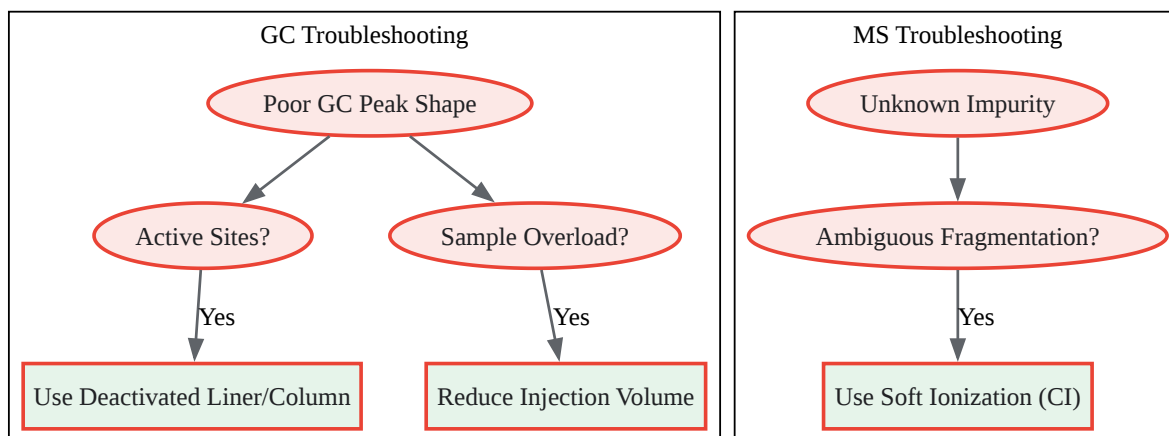 GC Troubleshooting
Poor GC Peak Shape
Active Sites?
Sample Overload?
Yes
Yes
Use Deactivated Liner/Column
Reduce Injection Volume
MS Troubleshooting
Unknown Impurity
Ambiguous Fragmentation?
Yes
Use Soft Ionization (CI)